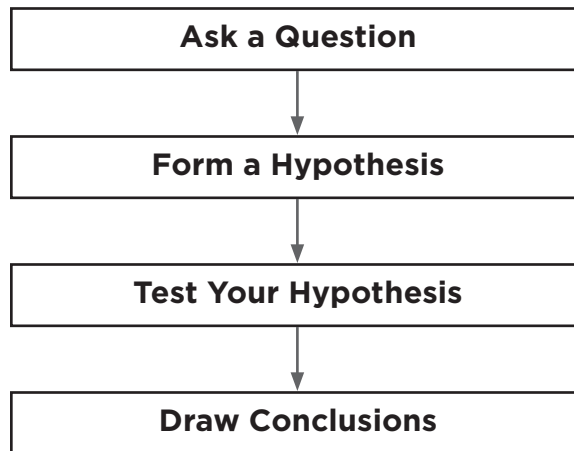 Ask a Question
Form a Hypothesis
Test Your Hypothesis
Draw Conclusions